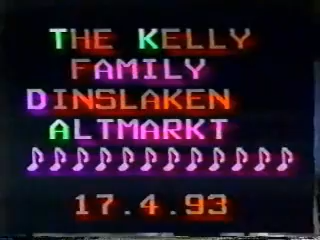 THE KELLY
FAMILY
DINSLAKEN
ALTMARKT
♪♪♪♪♪♪♪♪♪♪♪♪
17.4.93